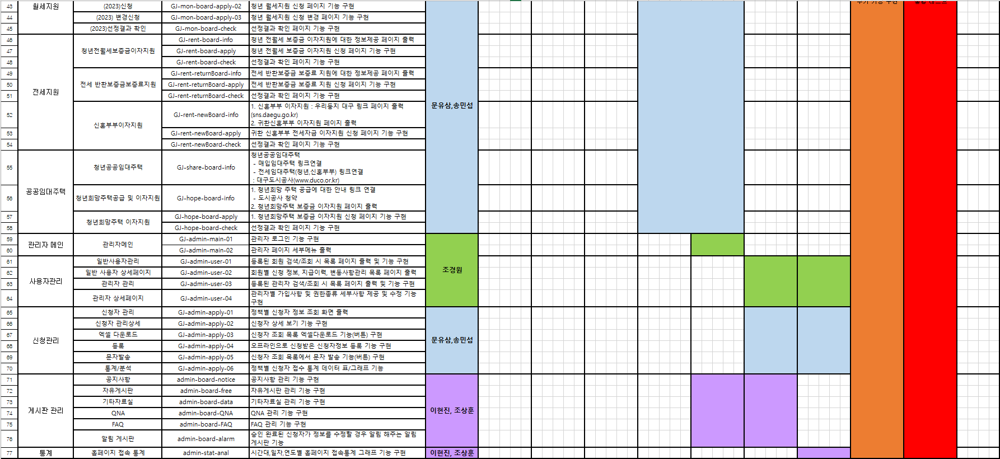 43 월세지원 (2023)신청 GJ-mon-board-apply-02 청년 월세지원 신청 페이지 기능 구현
44 (2023) 변경신청 GJ-mon-board-apply-03 청년 월세지원 신청 변경 페이지 기능 구현
45 (2023)선정결과 확인 GJ-mon-board-check 선정결과 확인 페이지 기능 구현
46 GJ-rent-board-info 청년 전월세 보증금 이자지원에 대한 정보제공 페이지 출력
47 청년전월세보증금이자지원 GJ-rent-board-apply 청년 전월세 보증금 이자지원 신청 페이지 기능 구현
48 GJ-rent-board-check 선정결과 확인 페이지 기능 구현
49 GJ-rent-returnBoard-info 전세 반환보증금 보증료 지원에 대한 정보제공 페이지 출력
50 전세지원 전세 반환보증금보증료지원 GJ-rent-returnBoard-apply 전세 반환보증금 보증료 지원 신청 페이지 기능 구현
51 GJ-rent-returnBoard-check 선정결과 확인 페이지 기능 구현
문유삼,송민섭
52 신혼부부이자지원 GJ-rent-newBoard-info 1. 신혼부부 이자지원 : 우리둥지 대구 링크 페이지 출력
(sns.daegu.go.kr)
2. 귀환신혼부부 이자지원 페이지 출력
53 GJ-rent-newBoard-apply 귀환 신혼부부 전세자금 이자지원 신청 페이지 기능 구현
54 GJ-rent-newBoard-check 선정결과 확인 페이지 기능 구현
55 청년공공임대주택 GJ-share-board-info 청년공공임대주택
- 매입임대주택 링크연결
- 전세임대주택(청년,신혼부부) 링크연결
: 대구도시공사(www.duco.or.kr)
공공임대주택
56 청년희망주택공급 및 이자지원 GJ-hope-board-info 1. 청년희망 주택 공급에 대한 안내 링크 연결
- 도시공사 청약
2. 청년희망주택 보증금 이자지원 페이지 출력
57 청년희망주택 이자지원 GJ-hope-board-apply 1. 청년희망주택 보증금 이자지원 신청 페이지 기능 구현
58 GJ-hope-board-check 선정결과 확인 페이지 기능 구현
59 관리자 메인 관리자메인 GJ-admin-main-01 관리자 로그인 기능 구현
60 GJ-admin-main-02 관리자 페이지 세부메뉴 출력
61 사용자관리 일반사용자관리 GJ-admin-user-01 등록된 회원 검색/조회 시 목록 페이지 출력 및 기능 구현
62 일반 사용자 상세페이지 GJ-admin-user-02 회원별 신청 정보, 지급이력, 변동사항관리 목록 페이지 출력 조경원
63 관리자 관리 GJ-admin-user-03 등록된 관리자 검색/조회 시 목록 페이지 출력 및 기능 구현
64 관리자 상세페이지 GJ-admin-user-04 관리자별 가입사항 및 권한종류 세부사항 제공 및 수정 기능
구현
65 신청자 관리 GJ-admin-apply-01 정책별 신청자 정보 조회 화면 출력
66 신청자 관리상세 GJ-admin-apply-02 신청자 상세 보기 기능 구현
67 신청관리 엑셀 다운로드 GJ-admin-apply-03 신청자 조회 목록 엑셀다운로드 기능(버튼) 구현 문유삼,송민섭
68 등록 GJ-admin-apply-04 오프라인으로 신청받은 신청자정보 등록 기능 구현
69 문자발송 GJ-admin-apply-05 신청자 조회 목록에서 문자 발송 기능(버튼) 구현
70 통계/분석 GJ-admin-apply-06 정책별 신청자 접수 통계 데이터 표/그래프 기능
71 공지사항 admin-board-notice 공지사항 관리 기능 구현
72 자유게시판 admin-board-free 자유게시판 관리 기능 구현
73 기타자료실 admin-board-data 기타자료실 관리 기능 구현
74 게시판 관리 QNA admin-board-QNA QNA 관리 기능 구현 이현진, 조상훈
75 FAQ admin-board-FAQ FAQ 관리 기능 구현
76 알림 게시판 admin-board-alarm 승인 완료된 신청자가 정보를 수정할 경우 알림 해주는 알림
게시판 기능
77 통계 홈페이지 접속 통계 admin-stat-anal 시간대,일자,연도별 홈페이지 접속통계 그래프 기능 구현 이현진, 조상훈